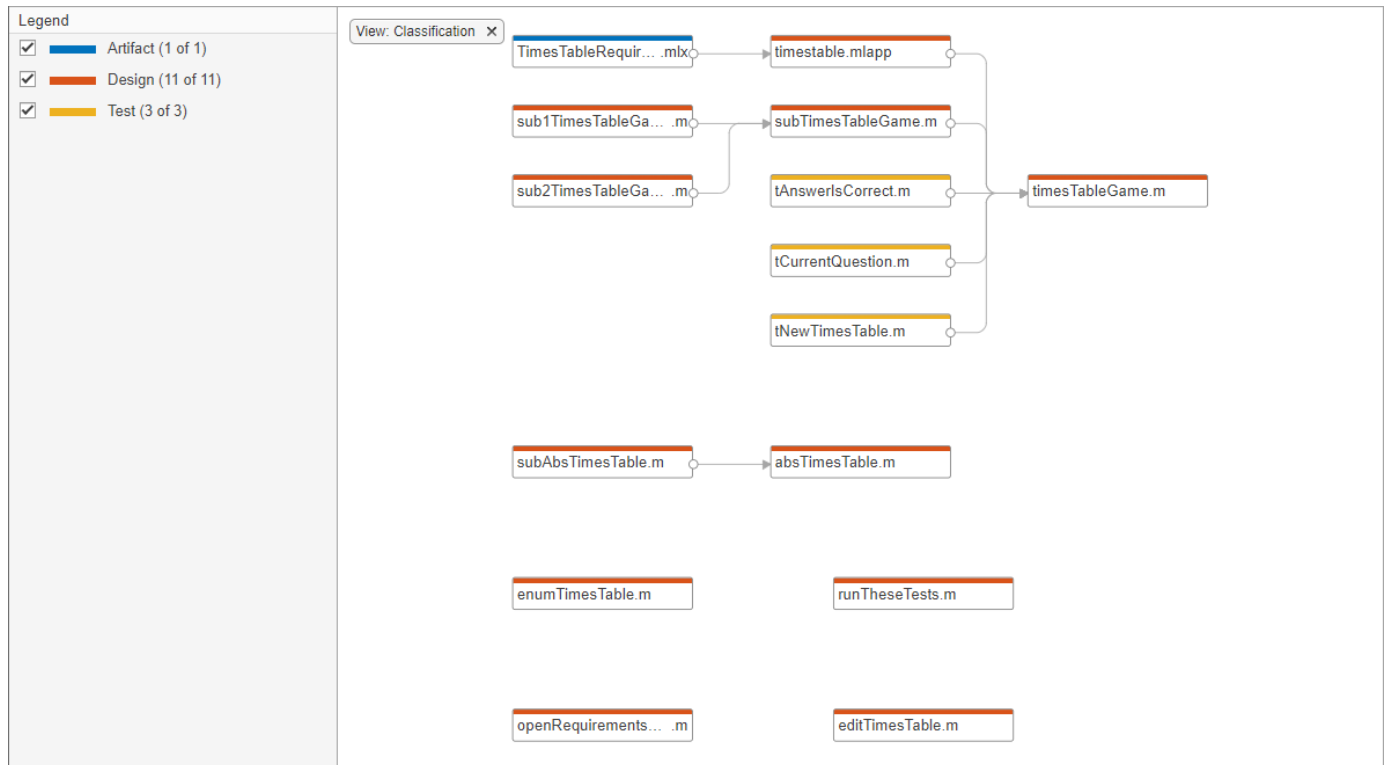 Legend
Artifact (1 of 1)
Design (11 of 11)
Test (3 of 3)
View: Classification
TimesTableRequir... .mlx
timestable.mlapp
sub1TimesTableGa... .m
subTimesTableGame.m
sub2TimesTableGa... .m
tAnswerIsCorrect.m
timesTableGame.m
tCurrentQuestion.m
tNewTimesTable.m
subAbsTimesTable.m
absTimesTable.m
enumTimesTable.m
runTheseTests.m
openRequirements... .m
editTimesTable.m